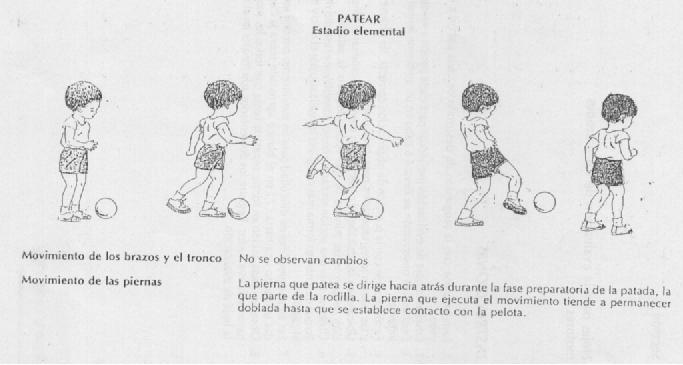 PATEAR
Estadio elemental
Movimiento de los brazos y el tronco No se observan cambios
Movimiento de las piernas La pierna que patea se dirige hacia atrás durante la fase preparatoria de la patada, la
que parte de la rodilla. La pierna que ejecuta el movimiento tiende a permanecer
doblada hasta que se establece contacto con la pelota.